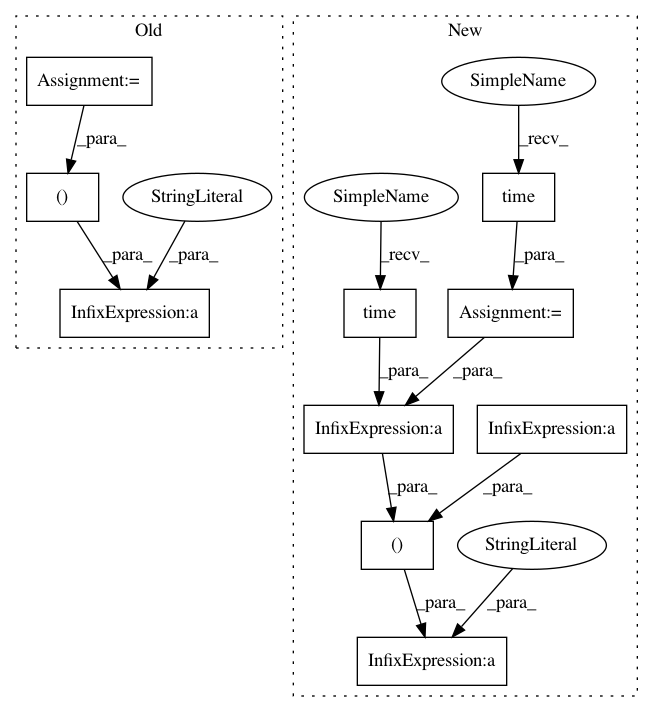 Old
New
Assignment:=
SimpleName
_para_
_recv_
()
StringLiteral
SimpleName
time
_para_
_para_
_recv_
_para_
InfixExpression:a
time
Assignment:=
_para_
_para_
InfixExpression:a
InfixExpression:a
_para_
_para_
()
StringLiteral
_para_
_para_
InfixExpression:a